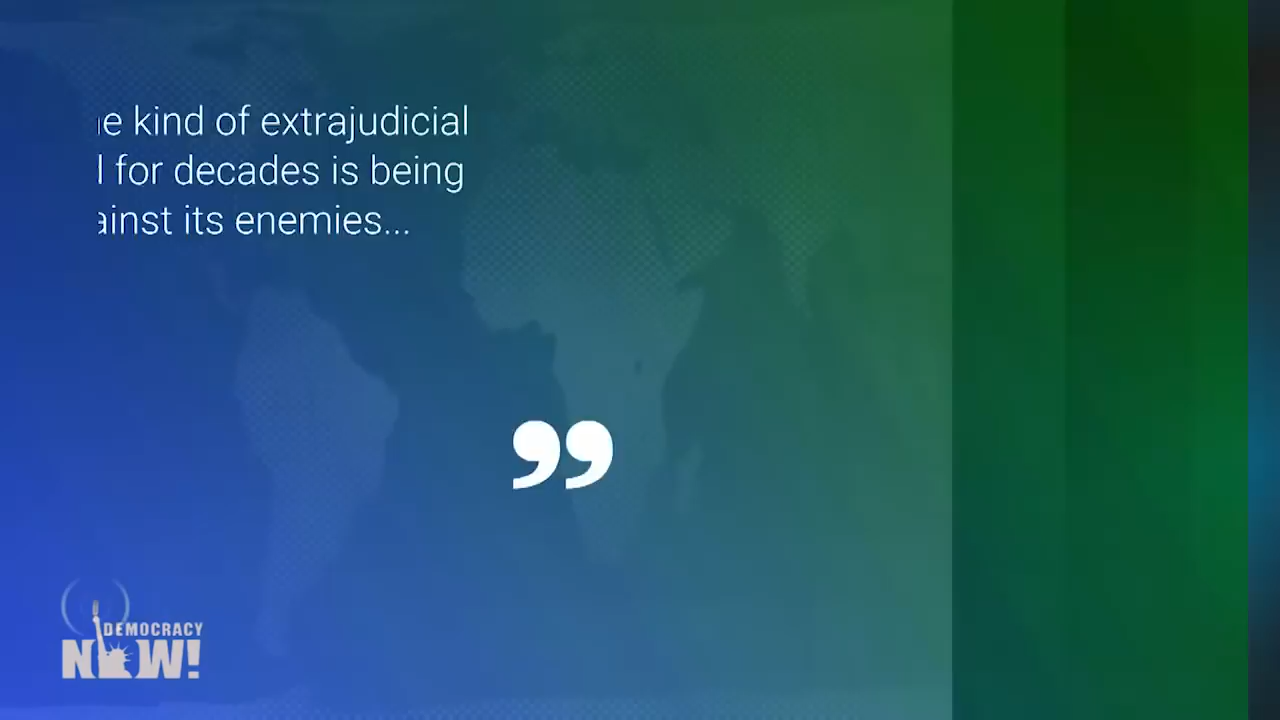 kind of extrajudicial
for decades is being
its enemies...
”
DEMOCRACY
NOW!